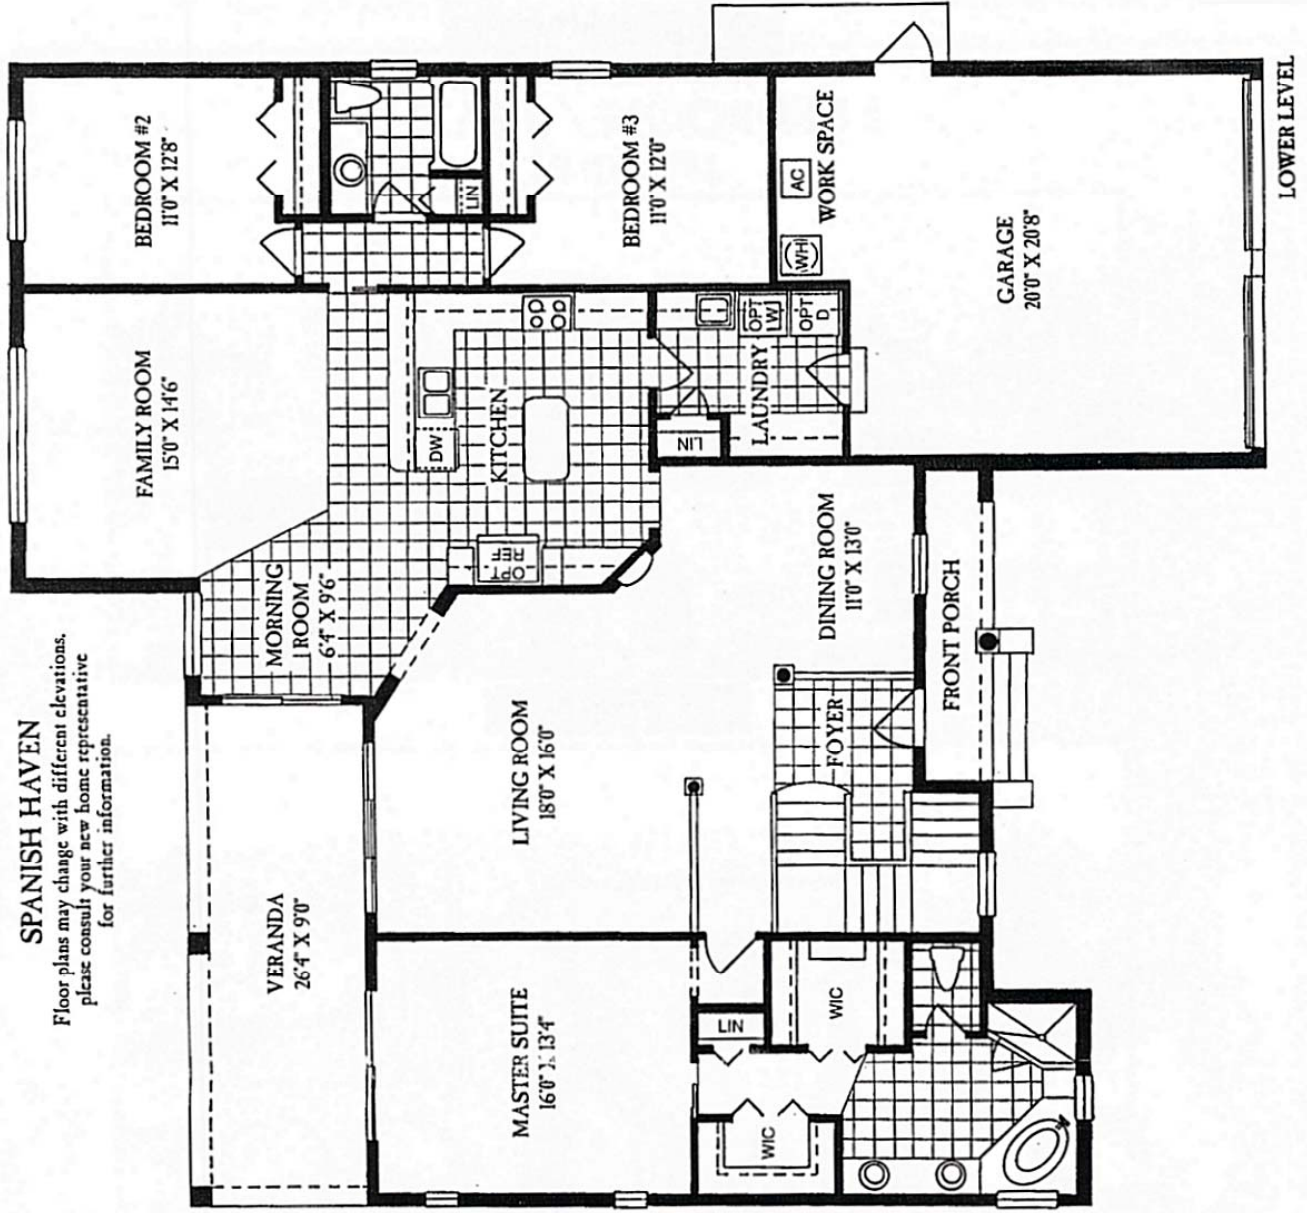 SPANISH HAVEN
Floor plans may change with different elevations,
please consult your new home representative
for further information.
LOWER LEVEL
BEDROOM #2
11'0" X 12'8"
LIN
BEDROOM #3
11'0" X 12'0"
AC
WORK SPACE
WH
GARAGE
20'0" X 20'8"
FAMILY ROOM
15'0" X 14'6"
DW
KITCHEN
OPT
REF
OPT
W
OPT
D
LAUNDRY
LIN
MORNING
ROOM
6'4" X 9'6"
DINING ROOM
11'0" X 13'0"
FRONT PORCH
FOYER
LIVING ROOM
18'0" X 16'0"
VERANDA
26'4" X 9'0"
MASTER SUITE
16'0" X 13'4"
LIN
WIC
WIC